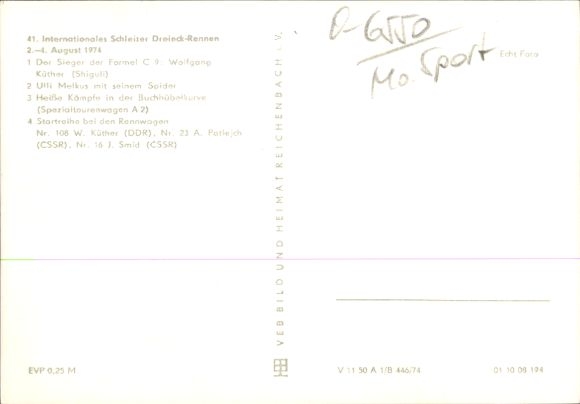 41. Internationales Schleizer Dreieck-Rennen
2.–4. August 1974
1 Der Sieger der Formel C 9: Wolfgang
Küther (Shiguli)
2 Ulli Melkus mit seinem Spider
3 Heiße Kämpfe in der Buchhübelkurve
(Spezialtourenwagen A 2)
4 Startreihe bei den Rennwagen
Nr. 108 W. Küther (DDR), Nr. 23 A. Patlejch
(CSSR), Nr. 16 J. Smid (CSSR)
Mo. Sport
Echt Foto
VEB BILD UND HEIMAT REICHENBACH i. V.
EVP 0,25 M
V 11 50 A 1/B 446/74
01 10 08 194